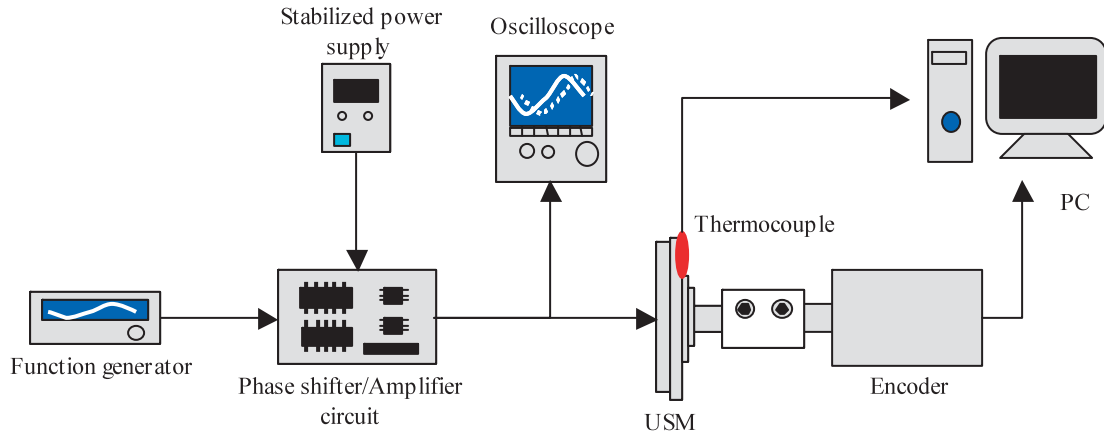 Stabilized power
supply
Oscilloscope
Thermocouple
PC
Function generator
Phase shifter/Amplifier
circuit
USM
Encoder